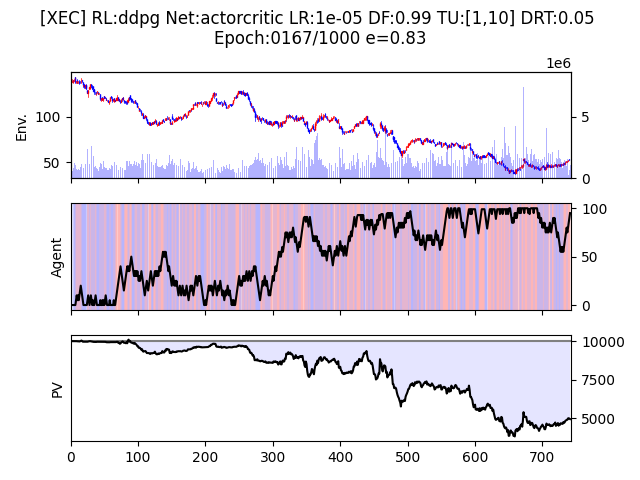 [XEC] RL:ddpg Net:actorcritic LR:1e-05 DF:0.99 TU:[1,10] DRT:0.05
Epoch:0167/1000 e=0.83
1e6
Env.
100
50
5
0
Agent
100
50
0
PV
10000
7500
5000
0 100 200 300 400 500 600 700